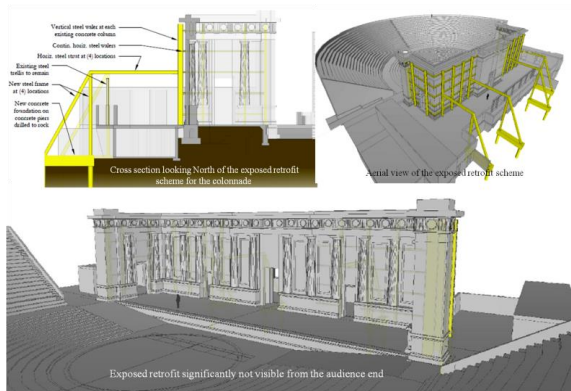 Vertical steel waler at each
existing concrete column
Contin. horiz. steel walers
Horiz. steel strut at (4) locations
Existing steel
trellis to remain
New steel frame
at (4) locations
New concrete
foundation on
concrete piers
drilled to rock
Cross section looking North of the exposed retrofit
scheme for the colonnade
Aerial view of the exposed retrofit scheme
Exposed retrofit significantly not visible from the audience end